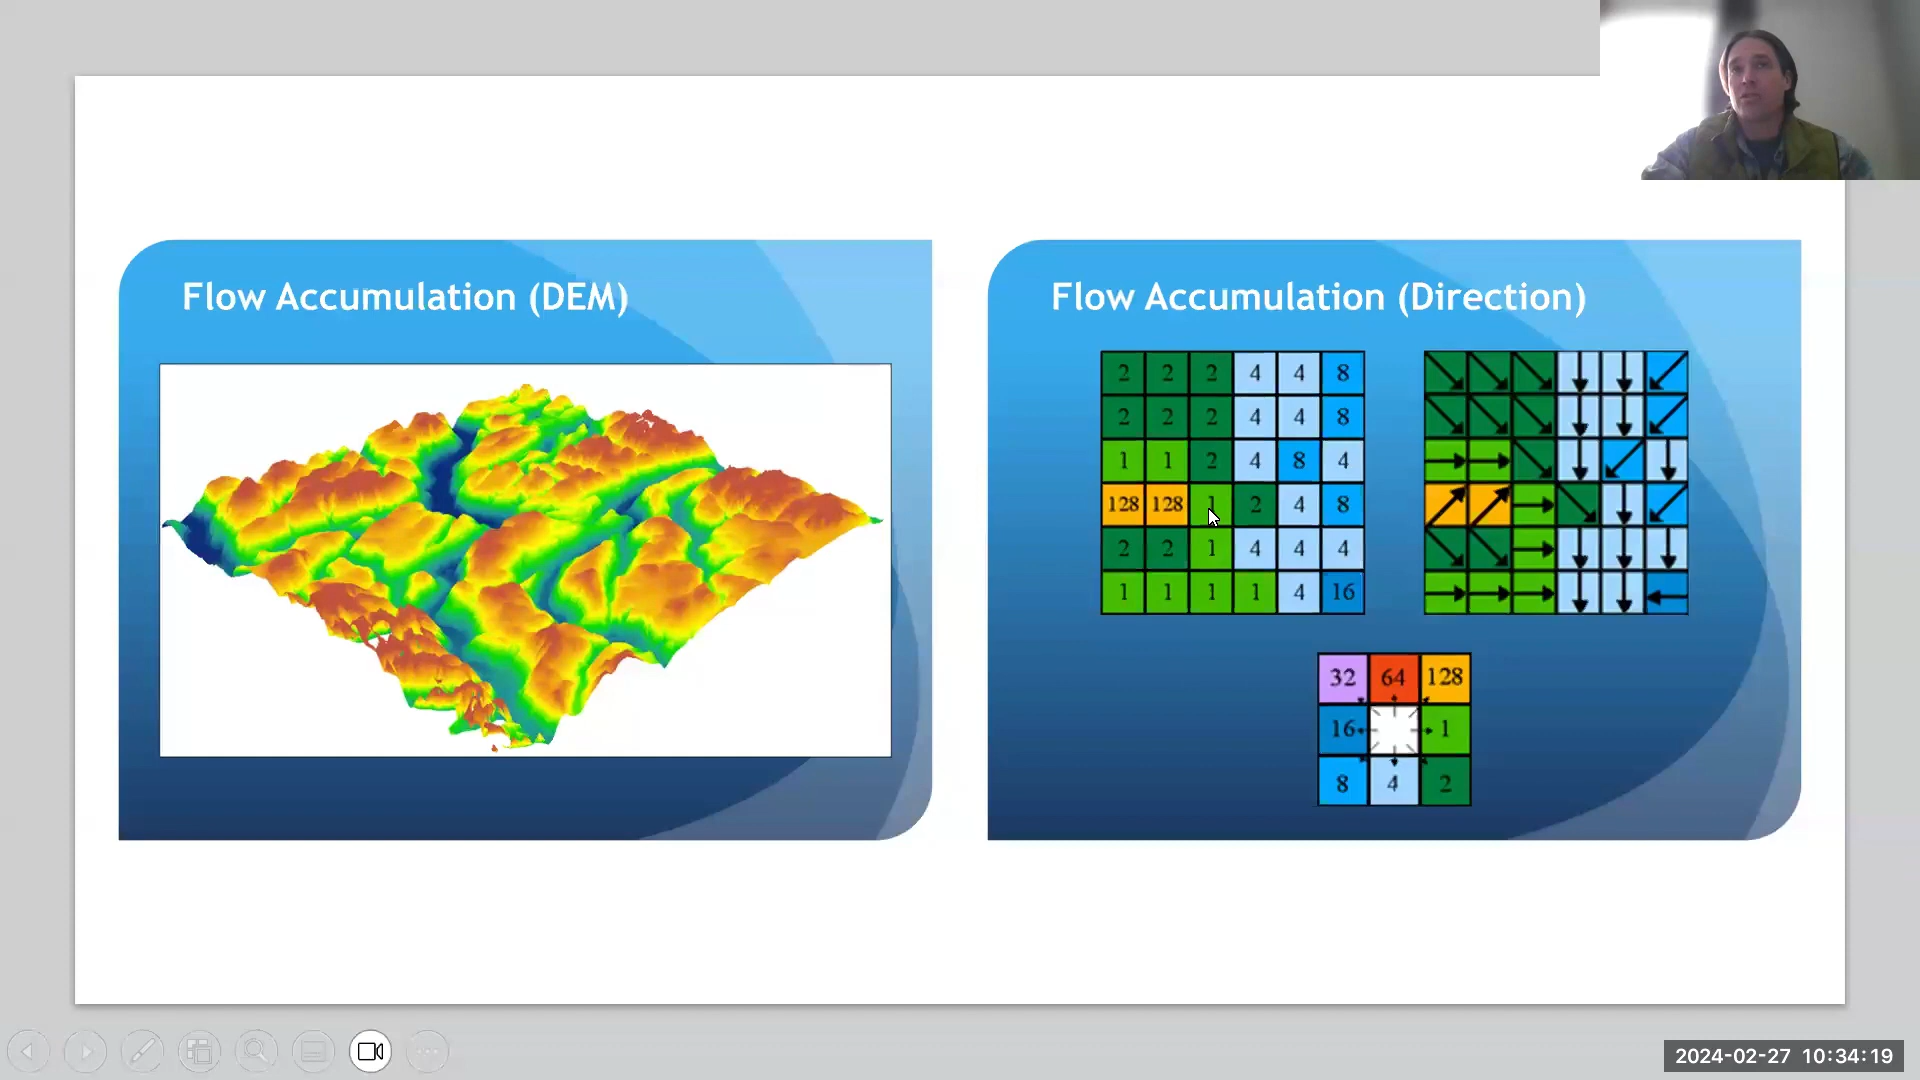 Flow Accumulation (DEM)
Flow Accumulation (Direction)
2 2 2 4 4 8
2 2 2 4 4 8
1 1 2 4 8 4
128 128 1 2 4 8
2 2 1 4 4 4
1 1 1 1 4 16
32 64 128
16 1
8 4 2
2024-02-27 10:34:19